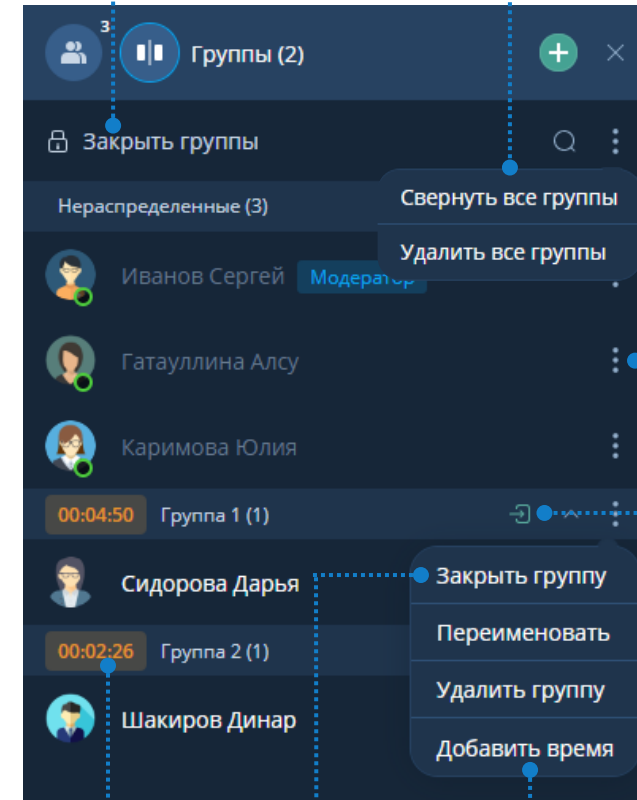 3
Группы (2)
Закрыть группы
Свернуть все группы
Нераспределенные (3)
Удалить все группы
Иванов Сергей Модератор
Гатауллина Алсу
Каримова Юлия
00:04:50 Группа 1 (1)
Закрыть группу
Сидорова Дарья
Переименовать
00:02:26 Группа 2 (1)
Удалить группу
Шакиров Динар
Добавить время